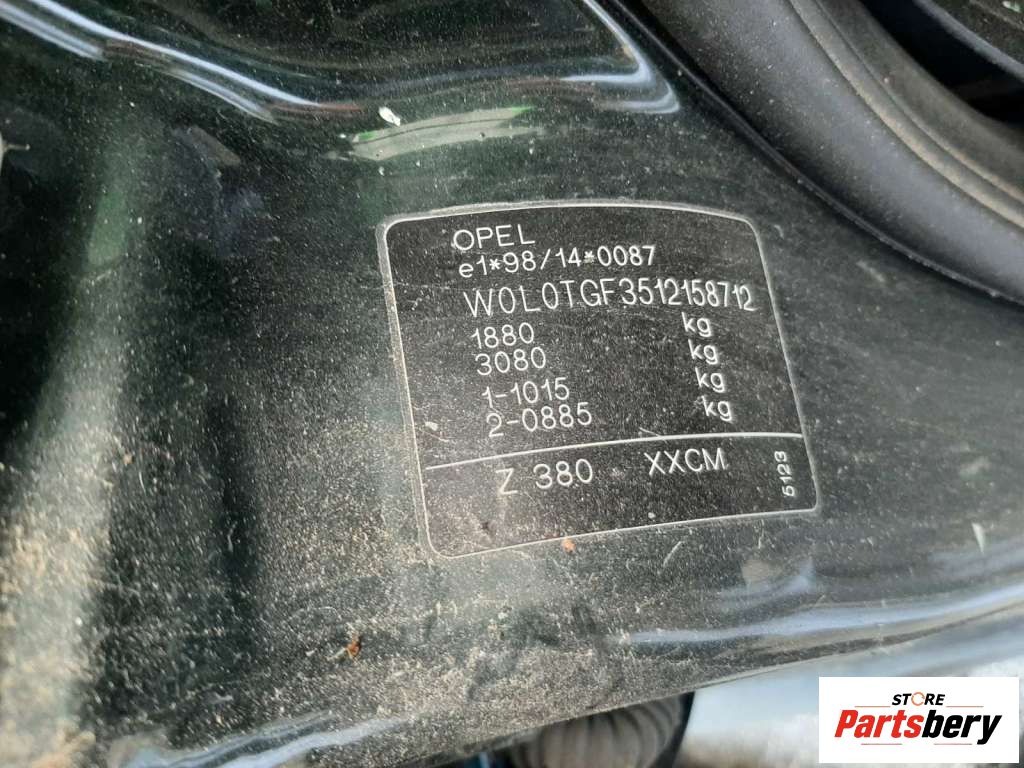 OPEL
e1*98/14*0087
W0L0TGF3512158712
1880 kg
3080 kg
1-1015 kg
2-0885 kg
Z 380 XXCM
5123
STORE
Partsbery